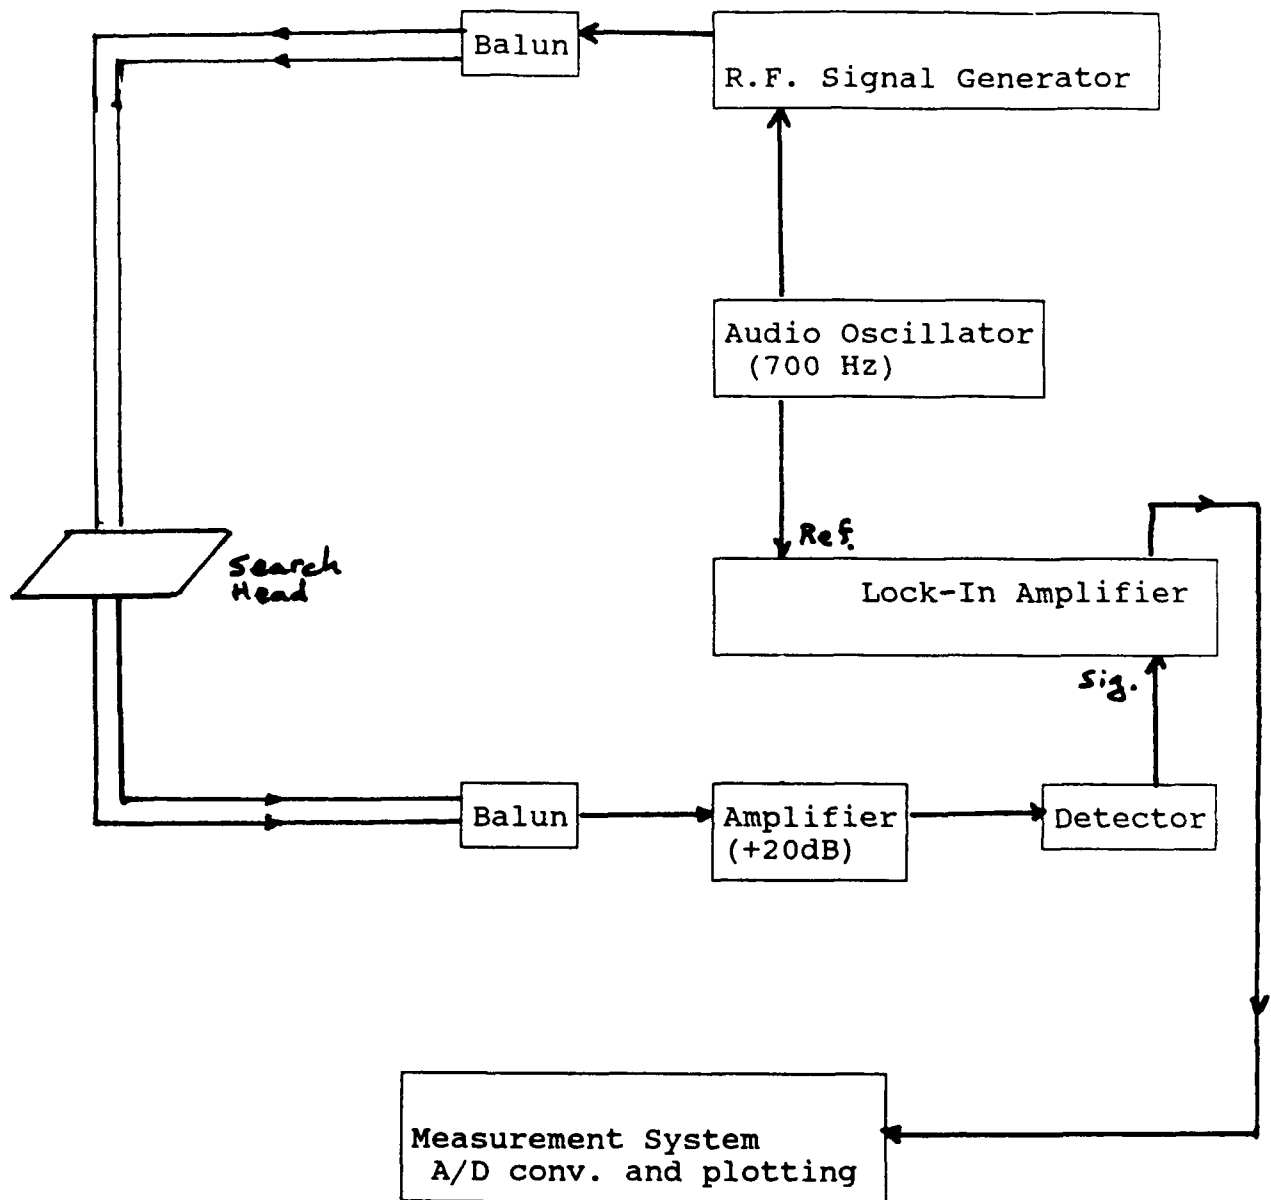 Balun
R.F. Signal Generator
Audio Oscillator
(700 Hz)
Ref.
Search
Head
Lock-In Amplifier
Sig.
Balun
Amplifier
(+20dB)
Detector
Measurement System
A/D conv. and plotting